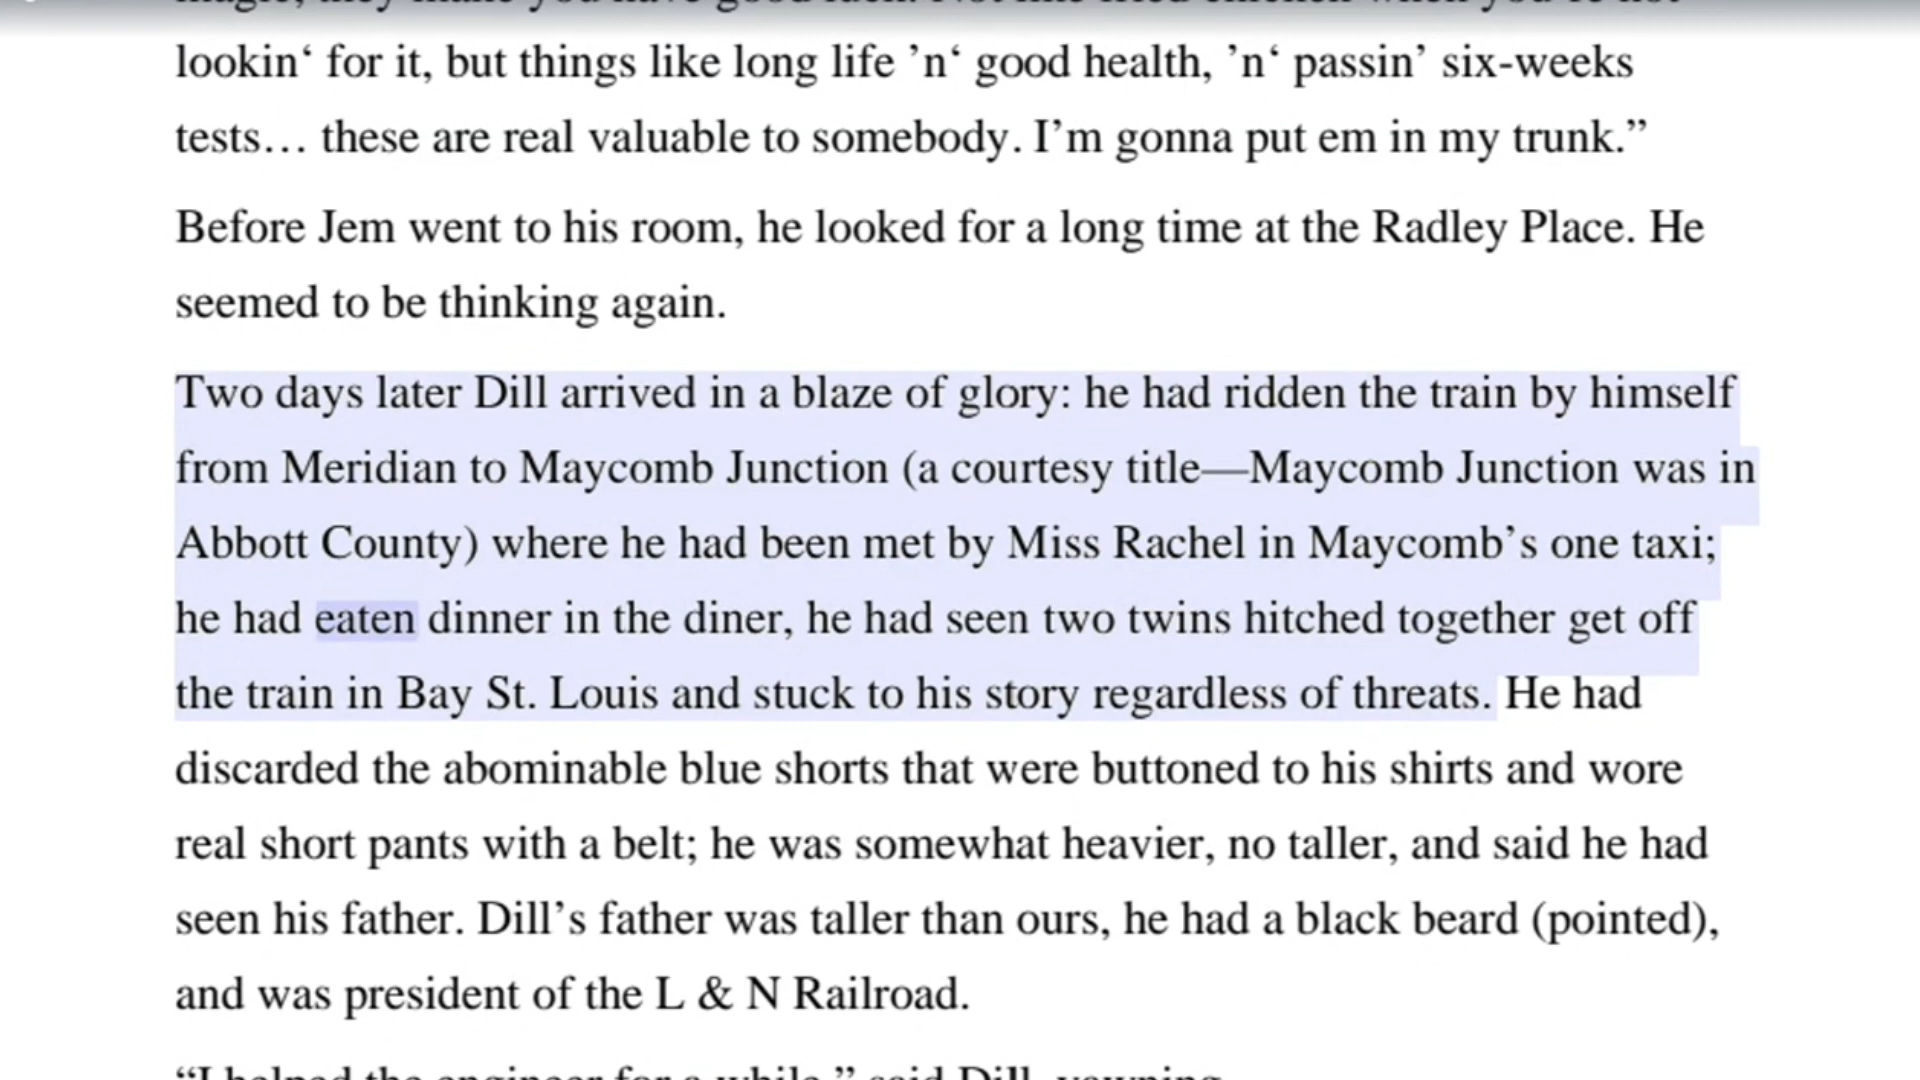 lookin‘ for it, but things like long life ’n‘ good health, ’n‘ passin’ six-weeks
tests… these are real valuable to somebody. I’m gonna put em in my trunk.”
Before Jem went to his room, he looked for a long time at the Radley Place. He
seemed to be thinking again.
Two days later Dill arrived in a blaze of glory: he had ridden the train by himself
from Meridian to Maycomb Junction (a courtesy title—Maycomb Junction was in
Abbott County) where he had been met by Miss Rachel in Maycomb’s one taxi;
he had eaten dinner in the diner, he had seen two twins hitched together get off
the train in Bay St. Louis and stuck to his story regardless of threats. He had
discarded the abominable blue shorts that were buttoned to his shirts and wore
real short pants with a belt; he was somewhat heavier, no taller, and said he had
seen his father. Dill’s father was taller than ours, he had a black beard (pointed),
and was president of the L & N Railroad.
“I helped the engineer for a while,” said Dill, yawning.